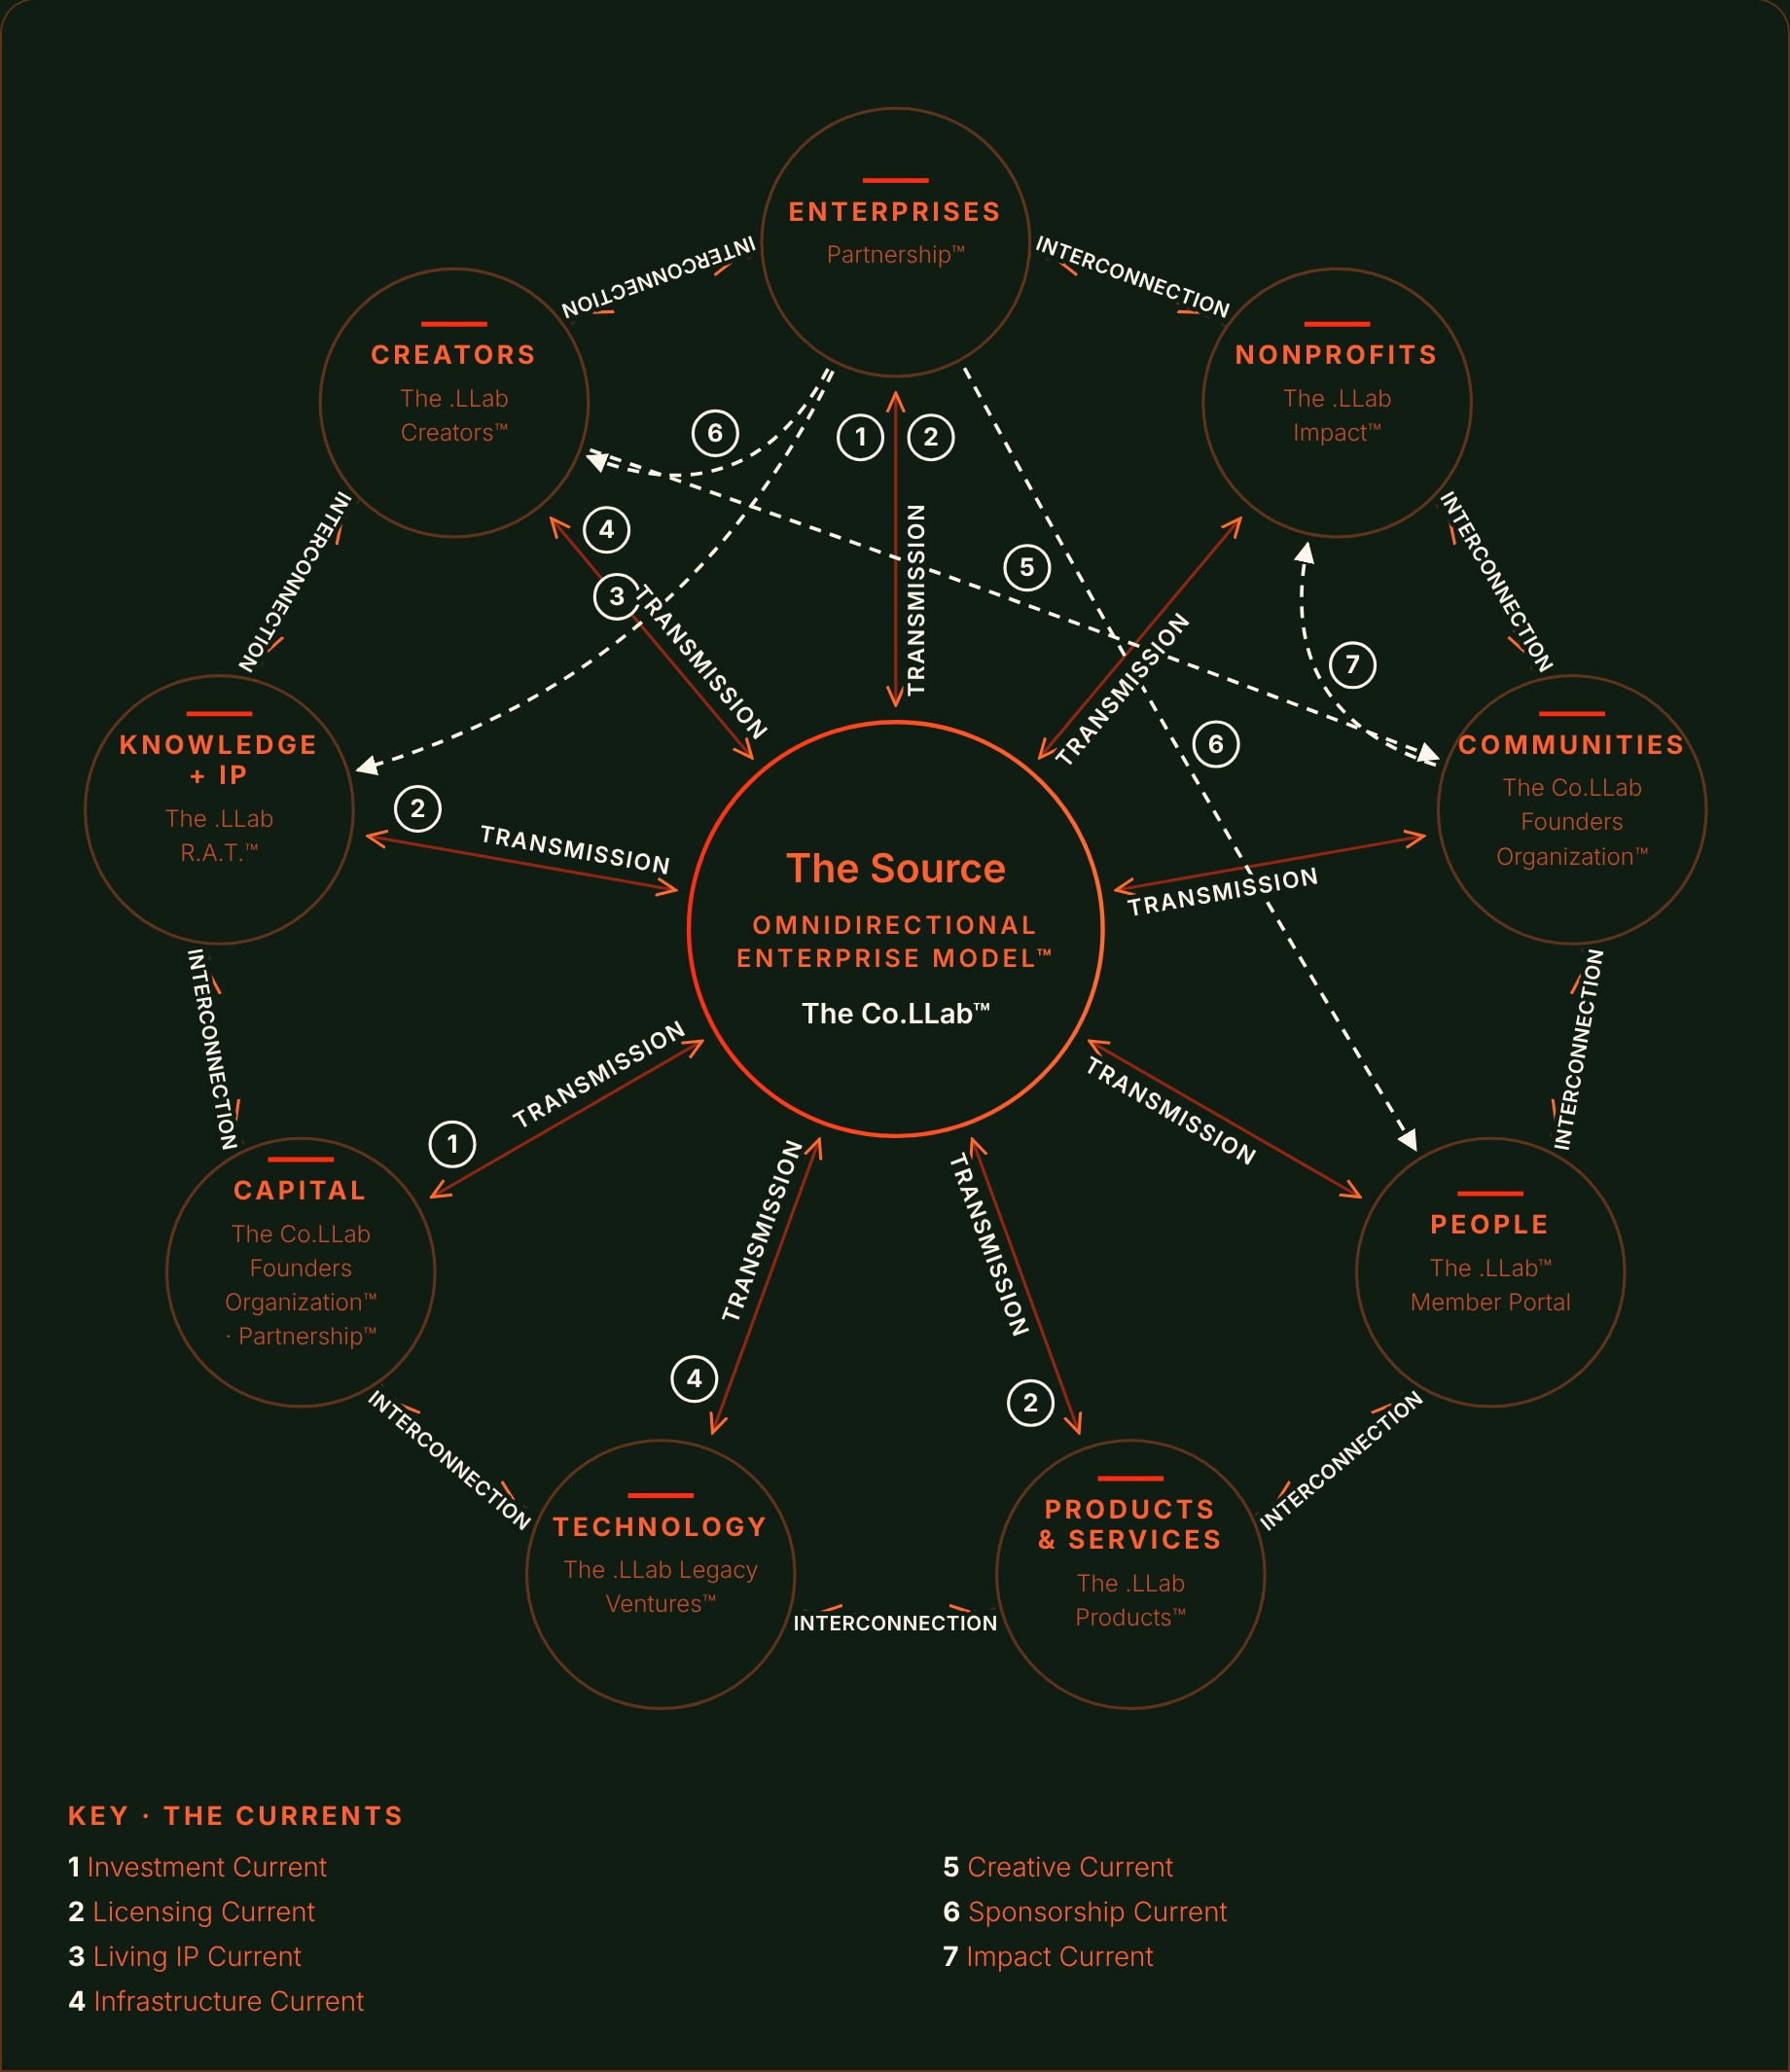 ENTERPRISES
Partnership™
INTERCONNECTION
INTERCONNECTION
CREATORS
The .LLab
Creators™
NONPROFITS
The .LLab
Impact™
6
1
2
4
3
5
7
6
INTERCONNECTION
INTERCONNECTION
TRANSMISSION
TRANSMISSION
TRANSMISSION
KNOWLEDGE
+ IP
The .LLab
R.A.T.™
COMMUNITIES
The Co.LLab
Founders
Organization™
2
TRANSMISSION
TRANSMISSION
The Source
OMNIDIRECTIONAL
ENTERPRISE MODEL™
The Co.LLab™
INTERCONNECTION
INTERCONNECTION
TRANSMISSION
TRANSMISSION
1
CAPITAL
The Co.LLab
Founders
Organization™
· Partnership™
PEOPLE
The .LLab™
Member Portal
TRANSMISSION
TRANSMISSION
4
2
INTERCONNECTION
INTERCONNECTION
TECHNOLOGY
The .LLab Legacy
Ventures™
INTERCONNECTION
PRODUCTS
& SERVICES
The .LLab
Products™
KEY · THE CURRENTS
1 Investment Current
2 Licensing Current
3 Living IP Current
4 Infrastructure Current
5 Creative Current
6 Sponsorship Current
7 Impact Current